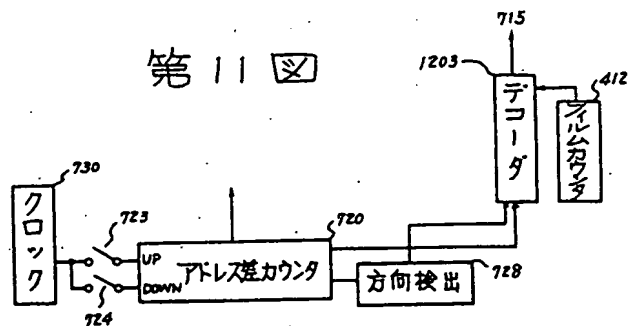 第11図
715
1203
デコーダ
412
フィルムカウンタ
730
クロック
723
724
720
UP
DOWN
アドレス差カウンタ
方向検出
728